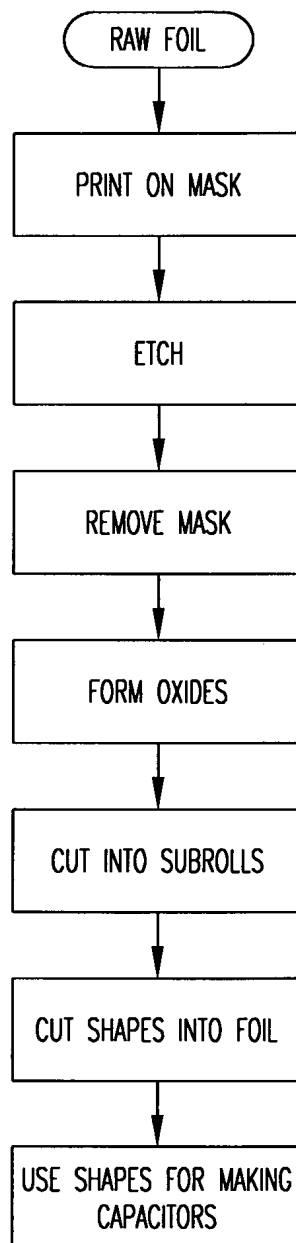 RAW FOIL
PRINT ON MASK
ETCH
REMOVE MASK
FORM OXIDES
CUT INTO SUBROLLS
CUT SHAPES INTO FOIL
USE SHAPES FOR MAKING
CAPACITORS